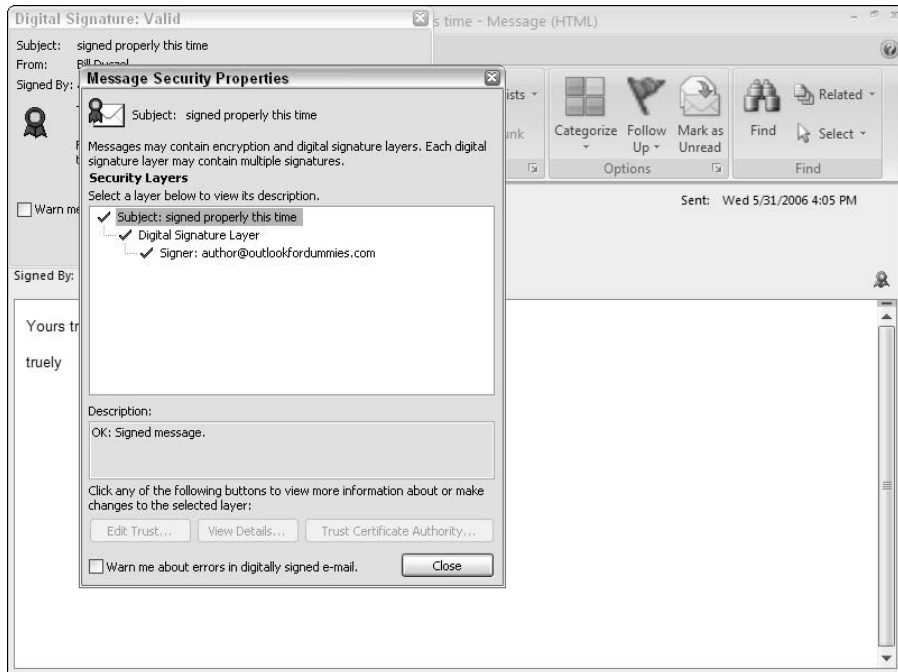 Digital Signature: Valid
s time - Message (HTML)
Subject: signed properly this time
From: Bill
Signed By:
Warn me
Signed By:
Message Security Properties
Subject: signed properly this time
Messages may contain encryption and digital signature layers. Each digital
signature layer may contain multiple signatures.
Security Layers
Select a layer below to view its description.
Subject: signed properly this time
Digital Signature Layer
Signer: author@outlookfordummies.com
Description:
OK: Signed message.
Click any of the following buttons to view more information about or make
changes to the selected layer:
Edit Trust... View Details... Trust Certificate Authority...
Warn me about errors in digitally signed e-mail. Close
ists
unk
Categorize Follow Up Mark as Unread
Options
Find Related
Select
Find
Sent: Wed 5/31/2006 4:05 PM
Yours tr
truely